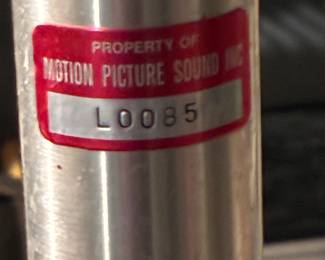 PROPERTY OF
MOTION PICTURE SOUND INC
L0085